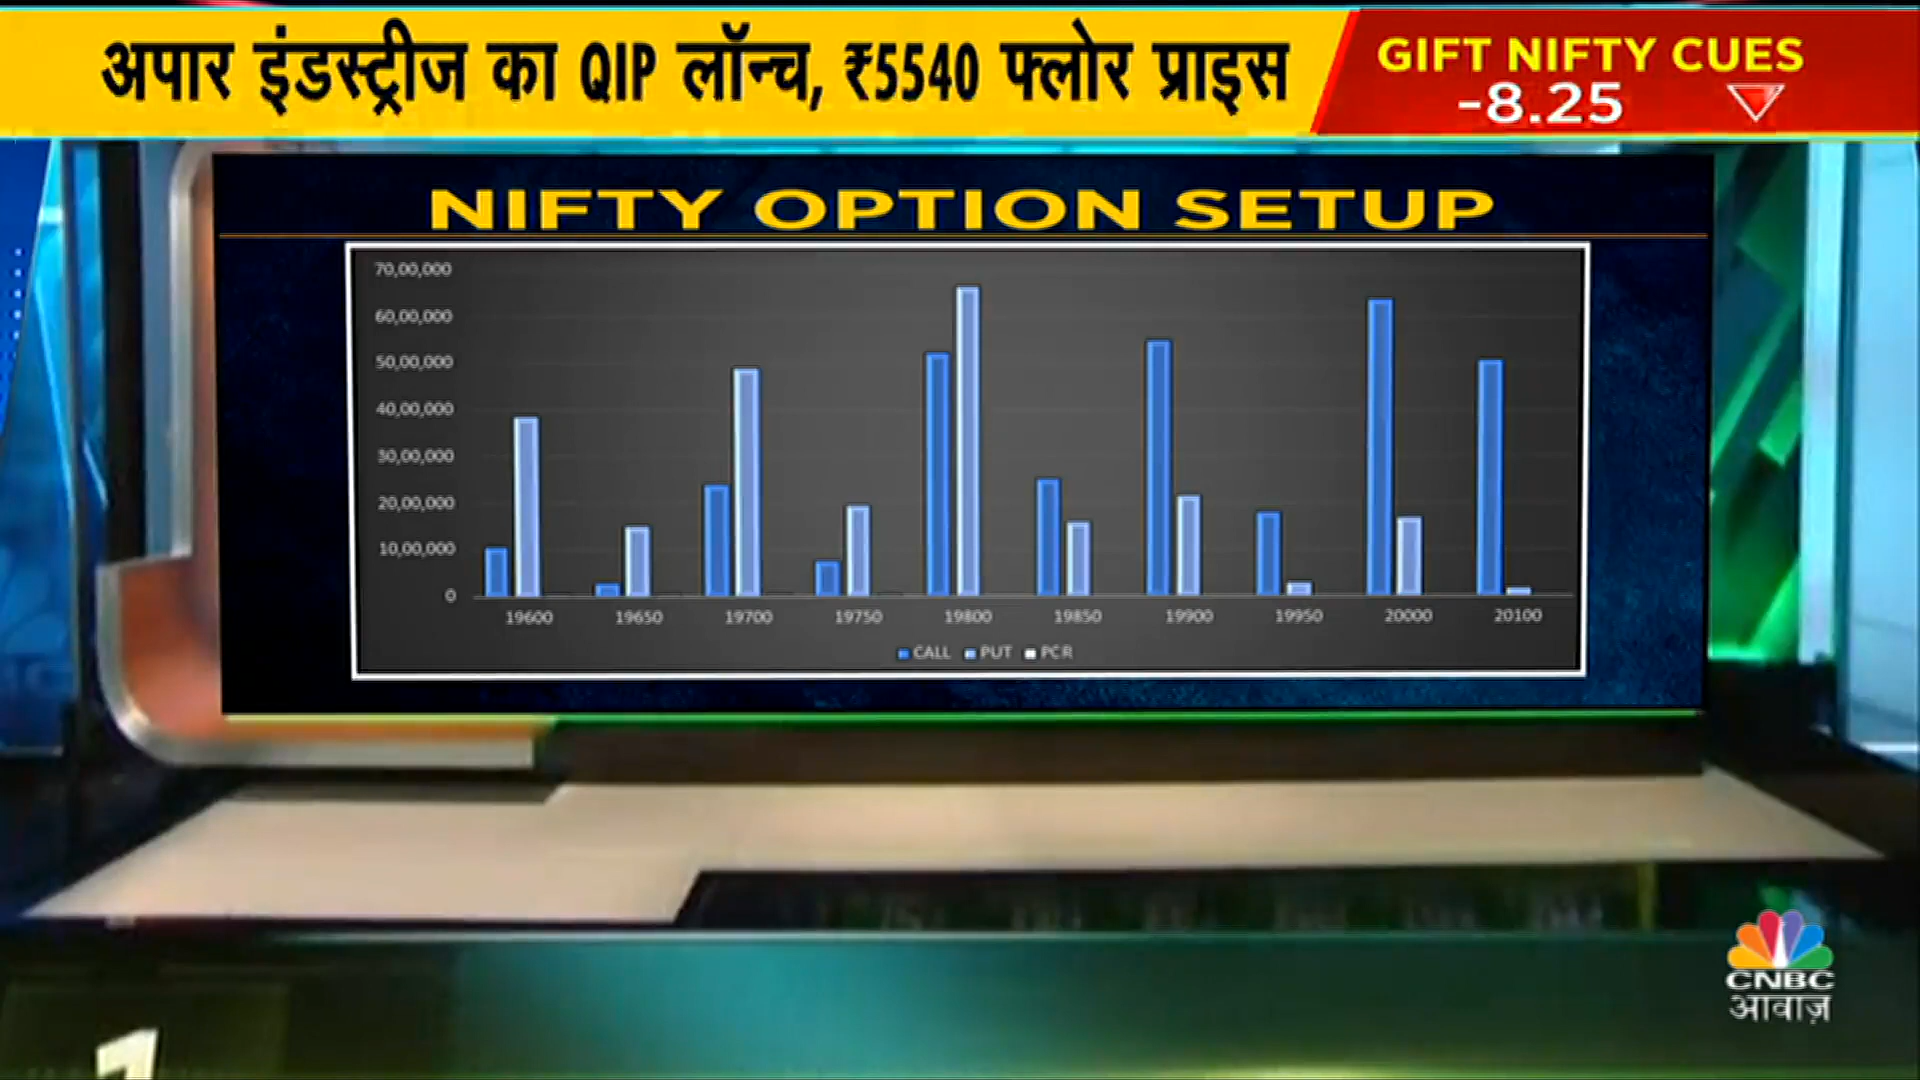 अपार इंडस्ट्रीज का QIP लॉन्च, ₹5540 फ्लोर प्राइस
GIFT NIFTY CUES
-8.25
NIFTY OPTION SETUP
70,00,000
60,00,000
50,00,000
40,00,000
30,00,000
20,00,000
10,00,000
0
19600 19650 19700 19750 19800 19850 19900 19950 20000 20100
CALL PUT PCR
CNBC
आवाज़
1